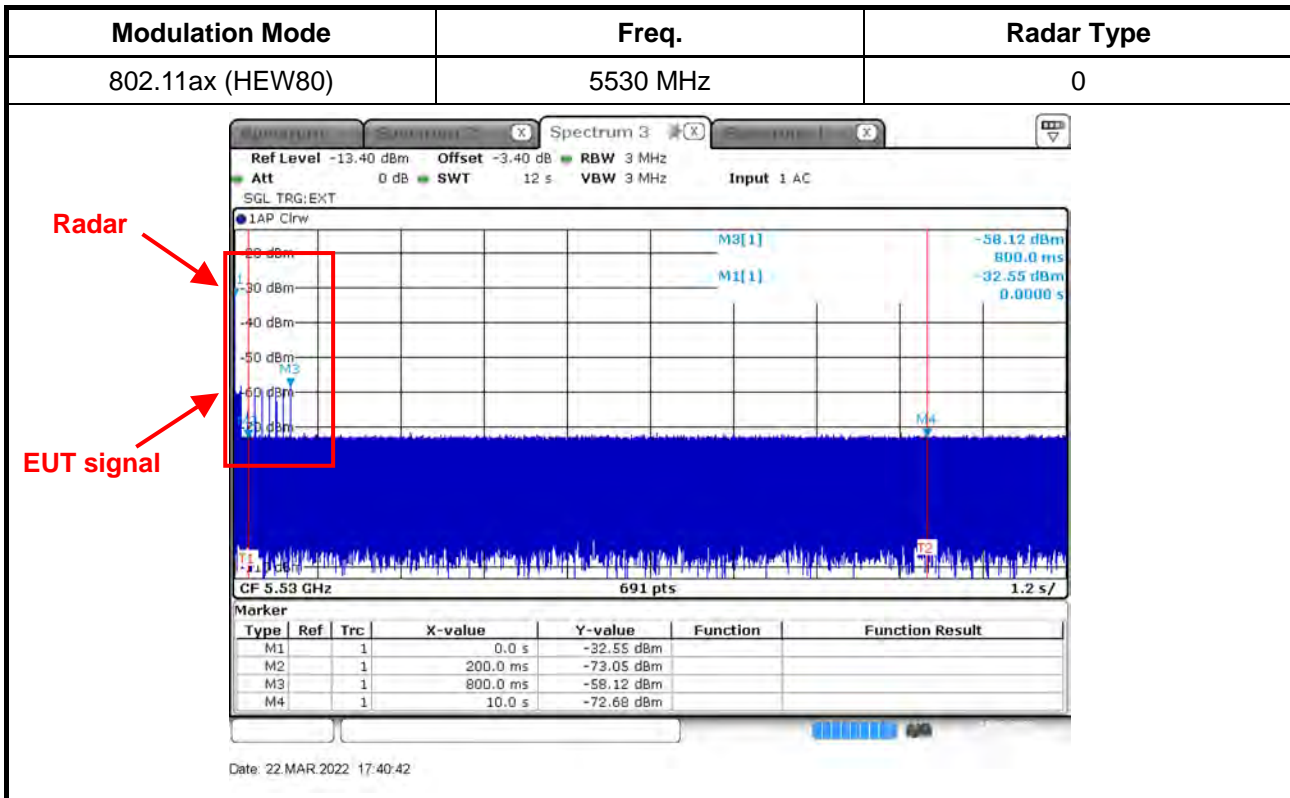 Modulation Mode Freq. Radar Type
802.11ax (HEW80) 5530 MHz 0
Spectrum 3
Ref Level -13.40 dBm Offset -3.40 dB RBW 3 MHz
Att 0 dB SWT 12 s VBW 3 MHz Input 1 AC
SGL TRG:EXT
1AP Clrw
Radar
EUT signal
M3[1] -58.12 dBm
800.0 ms
M1[1] -32.55 dBm
0.0000 s
-20 dBm
-30 dBm
-40 dBm
-50 dBm
M3
-60 dBm
M4
T1
T2
CF 5.53 GHz 691 pts 1.2 s/
Marker
Type Ref Trc X-value Y-value Function Function Result
M1 1 0.0 s -32.55 dBm
M2 1 200.0 ms -73.05 dBm
M3 1 800.0 ms -58.12 dBm
M4 1 10.0 s -72.68 dBm
Date: 22.MAR.2022 17:40:42